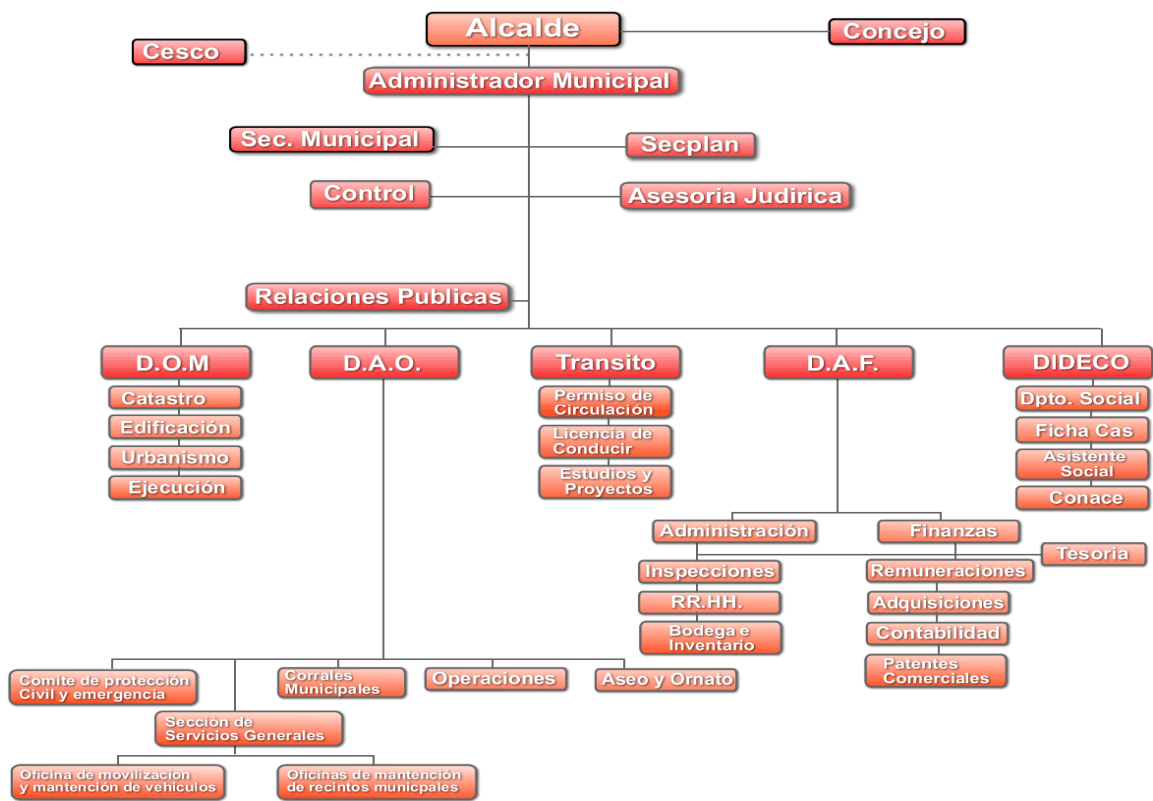 Alcalde
Concejo
Cesco
Administrador Municipal
Sec. Municipal
Secplan
Control
Asesoria Judirica
Relaciones Publicas
D.O.M
D.A.O.
Transito
D.A.F.
DIDECO
Catastro
Edificación
Urbanismo
Ejecución
Permiso de
Circulación
Licencia de
Conducir
Estudios y
Proyectos
Dpto. Social
Ficha Cas
Asistente
Social
Conace
Administración
Finanzas
Tesoria
Inspecciones
RR.HH.
Bodega e
Inventario
Remuneraciones
Adquisiciones
Contabilidad
Patentes
Comerciales
Comite de protección
Civil y emergencia
Corrales
Municipales
Operaciones
Aseo y Ornato
Sección de
Servicios Generales
Oficina de movilizacion
y mantención de vehículos
Oficinas de mantención
de recintos municpales